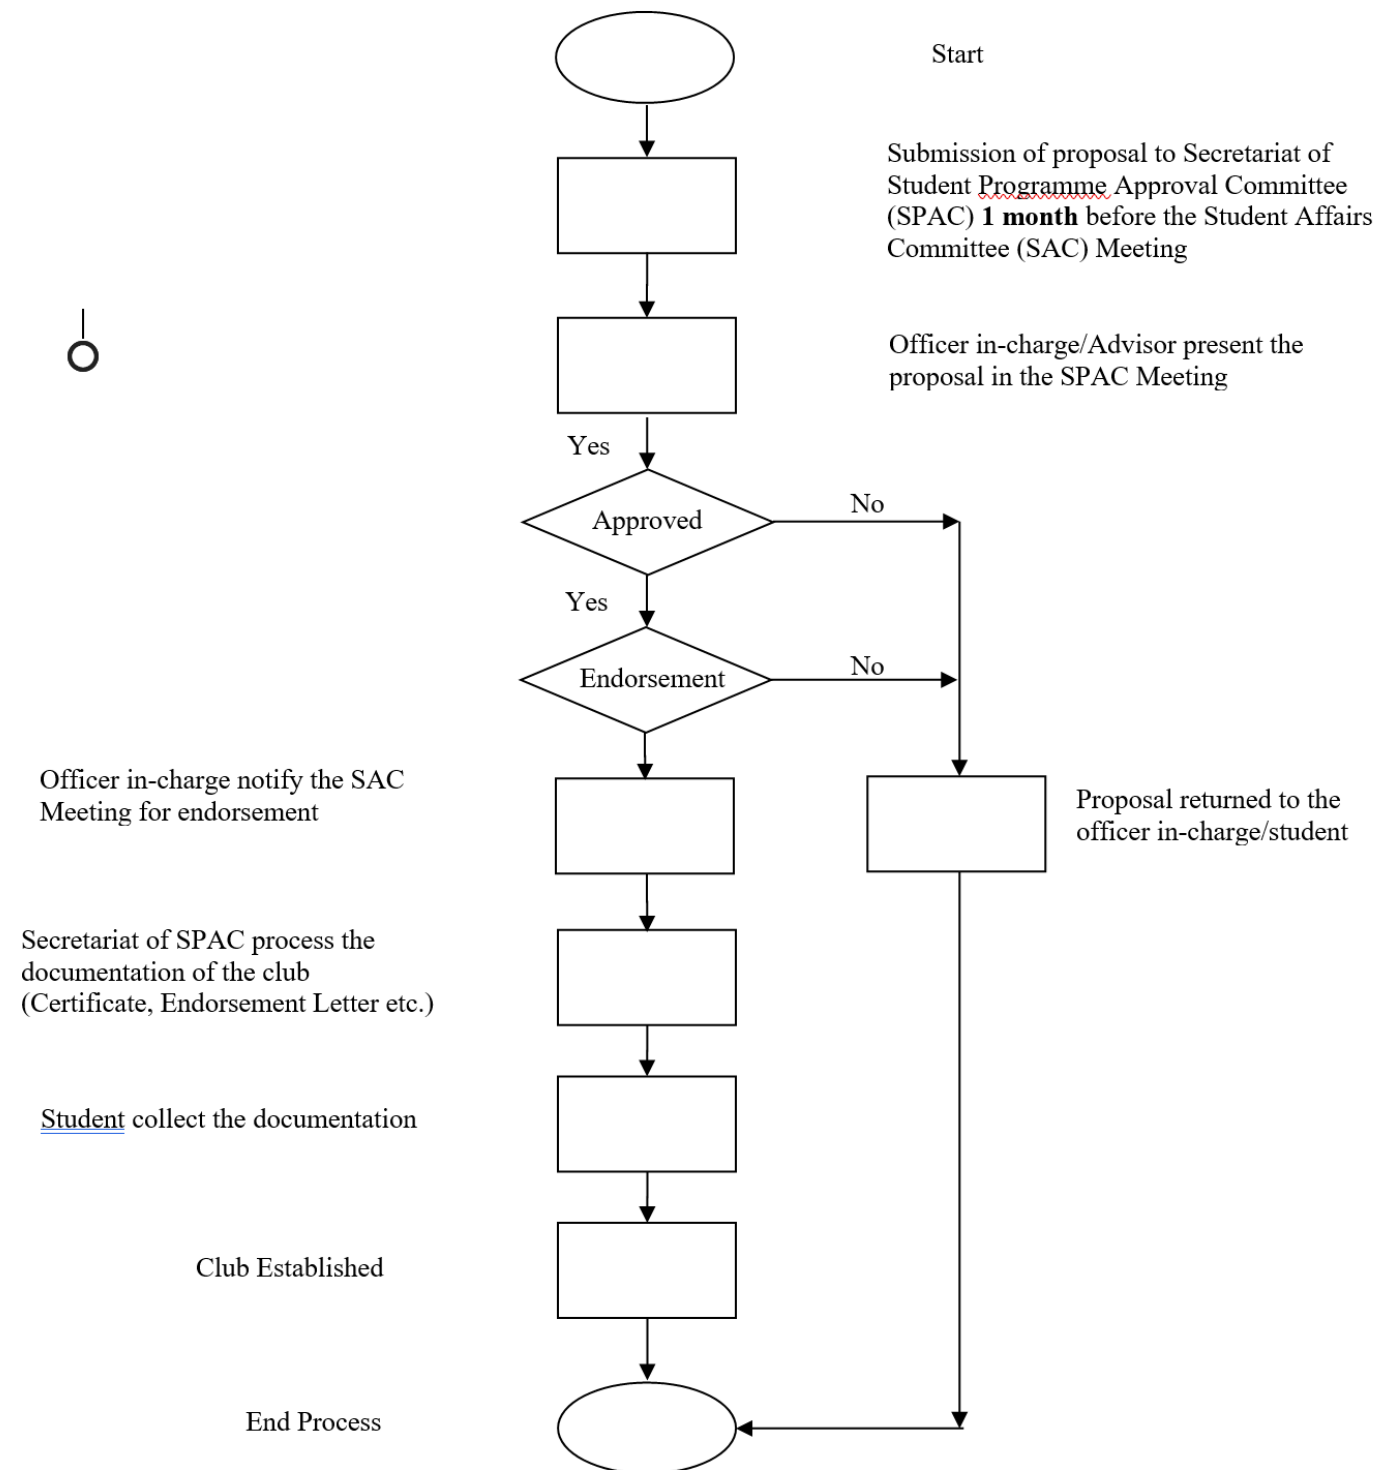 Start
Submission of proposal to Secretariat of
Student Programme Approval Committee
(SPAC) 1 month before the Student Affairs
Committee (SAC) Meeting
Officer in-charge/Advisor present the
proposal in the SPAC Meeting
Yes
Approved
No
Yes
Endorsement
No
Officer in-charge notify the SAC
Meeting for endorsement
Proposal returned to the
officer in-charge/student
Secretariat of SPAC process the
documentation of the club
(Certificate, Endorsement Letter etc.)
Student collect the documentation
Club Established
End Process